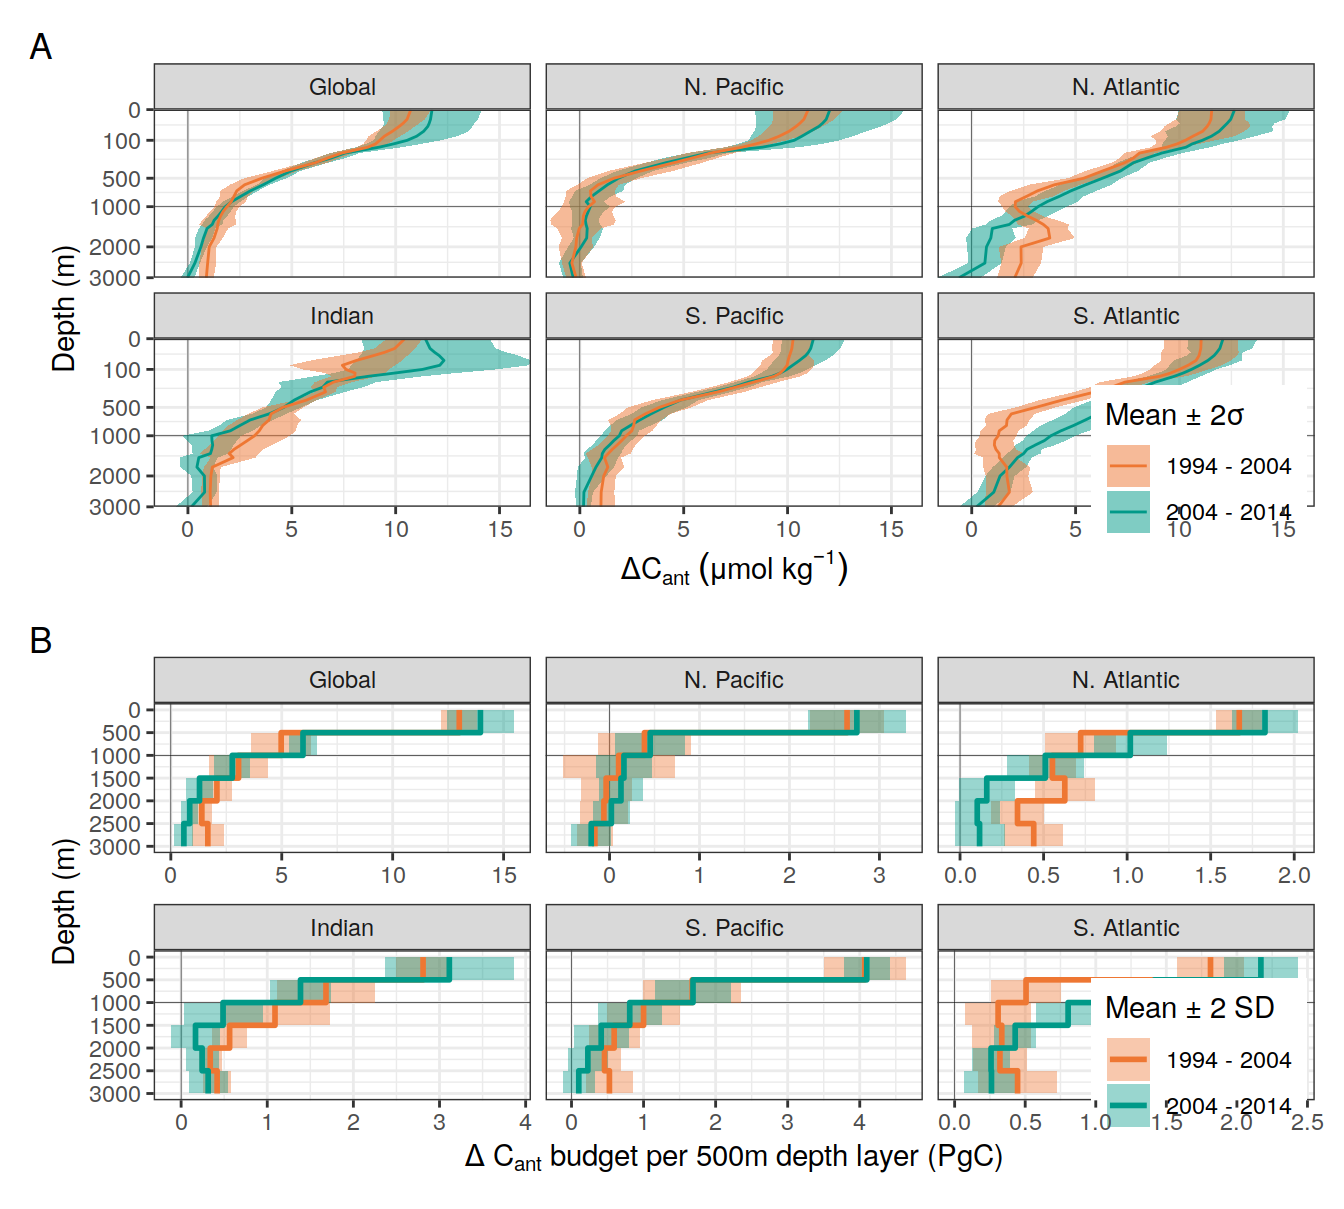 A
Global
N. Pacific
N. Atlantic
0
100
500
1000
2000
3000
Depth (m)
Indian
S. Pacific
S. Atlantic
0
100
500
1000
2000
3000
Mean ± 2σ
1994 - 2004
2004 - 2014
0 5 10 15
0 5 10 15
0 5 10 15
ΔCant (μmol kg−1)
B
Global
N. Pacific
N. Atlantic
0
500
1000
1500
2000
2500
3000
0 5 10 15
0 1 2 3
0.0 0.5 1.0 1.5 2.0
Depth (m)
Indian
S. Pacific
S. Atlantic
0
500
1000
1500
2000
2500
3000
Mean ± 2 SD
1994 - 2004
2004 - 2014
0 1 2 3 4
0 1 2 3 4
0.0 0.5 1.0 1.5 2.0 2.5
Δ Cant budget per 500m depth layer (PgC)